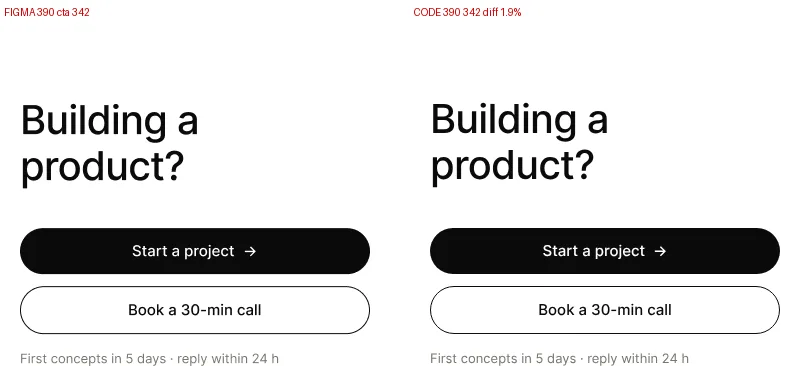 FIGMA 390 cta 342
CODE 390 342 diff 1.9%
Building a
product?
Start a project →
Book a 30-min call
First concepts in 5 days · reply within 24 h
Building a
product?
Start a project →
Book a 30-min call
First concepts in 5 days · reply within 24 h